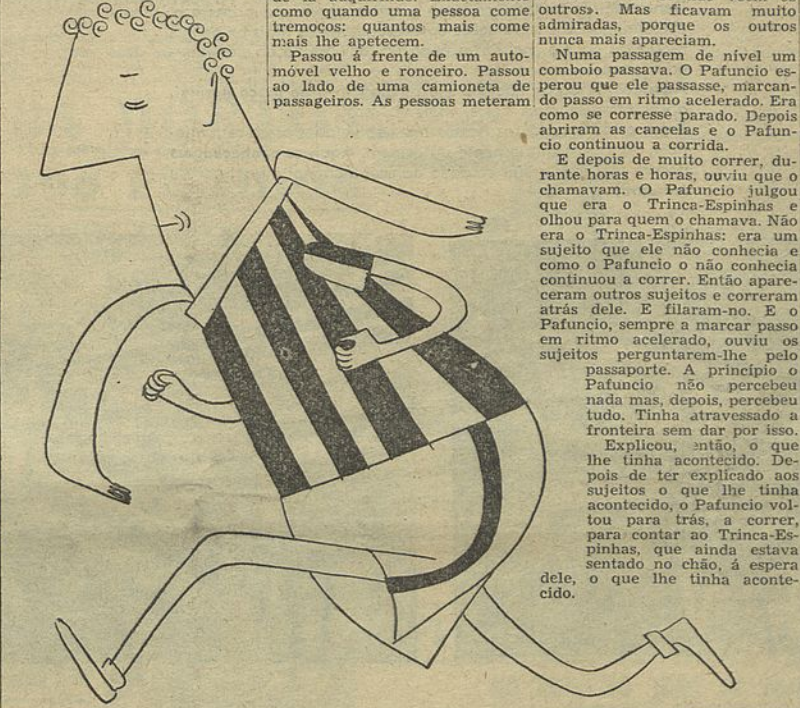 como quando uma pessoa come
tremoços: quantos mais come
mais lhe apetecem.
Passou á frente de um auto-
móvel velho e ronceiro. Passou
ao lado de uma camioneta de
passageiros. As pessoas meteram
outros». Mas ficavam muito
admiradas, porque os outros
nunca mais apareciam.
Numa passagem de nível um
comboio passava. O Pafuncio es-
perou que ele passasse, marcan-
do passo em ritmo acelerado. Era
como se corresse parado. Depois
abriram as cancelas e o Pafun-
cio continuou a corrida.
E depois de muito correr, du-
rante horas e horas, ouviu que o
chamavam. O Pafuncio julgou
que era o Trinca-Espinhas e
olhou para quem o chamava. Não
era o Trinca-Espinhas: era um
sujeito que ele não conhecia e
como o Pafuncio o não conhecia
continuou a correr. Então apare-
ceram outros sujeitos e correram
atrás dele. E filaram-no. E o
Pafuncio, sempre a marcar passo
em ritmo acelerado, ouviu os
sujeitos perguntarem-lhe pelo
passaporte. A princípio o
Pafuncio não percebeu
nada mas, depois, percebeu
tudo. Tinha atravessado a
fronteira sem dar por isso.
Explicou, então, o que
lhe tinha acontecido. De-
pois de ter explicado aos
sujeitos o que lhe tinha
acontecido, o Pafuncio vol-
tou para trás, a correr,
para contar ao Trinca-Es-
pinhas, que ainda estava
sentado no chão, á espera
dele, o que lhe tinha aconte-
cido.